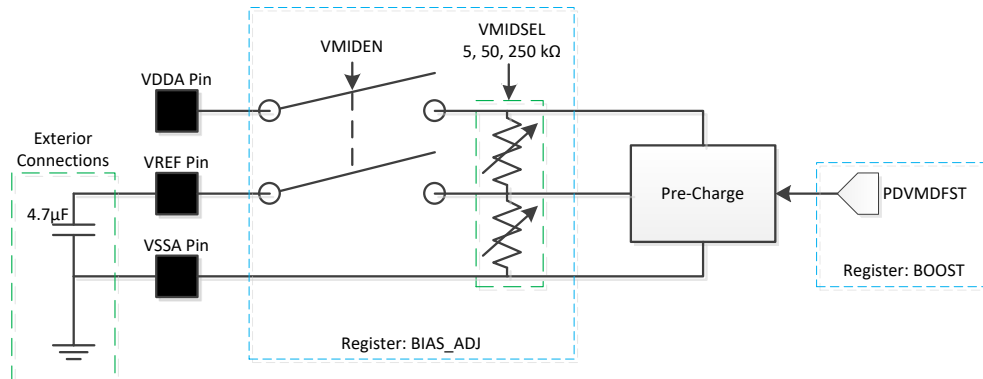 VMIDEN
VMIDSEL
5, 50, 250 kΩ
VDDA Pin
Exterior
Connections
VREF Pin
4.7µF
VSSA Pin
Pre-Charge
PDVMDFST
Register: BOOST
Register: BIAS_ADJ